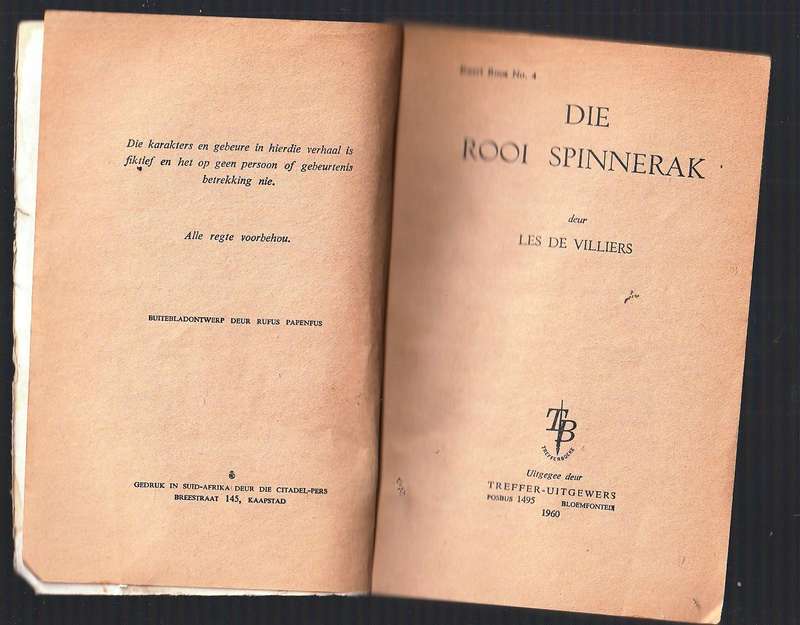 Die karakters en gebeure in hierdie verhaal is
fiktief en het op geen persoon of gebeurtenis
betrekking nie.
Alle regte voorbehou.
BUITEBLADONTWERP DEUR RUFUS PAPENFUS
GEDRUK IN SUID-AFRIKA DEUR DIE CITADEL-PERS
BREESTRAAT 145, KAAPSTAD
No. 4
DIE
ROOI SPINNERAK
deur
LES DE VILLIERS
TB
TREFFERBOEKE
Uitgegee deur
TREFFER-UITGEWERS
POSBUS 1495 BLOEMFONTEIN
1960